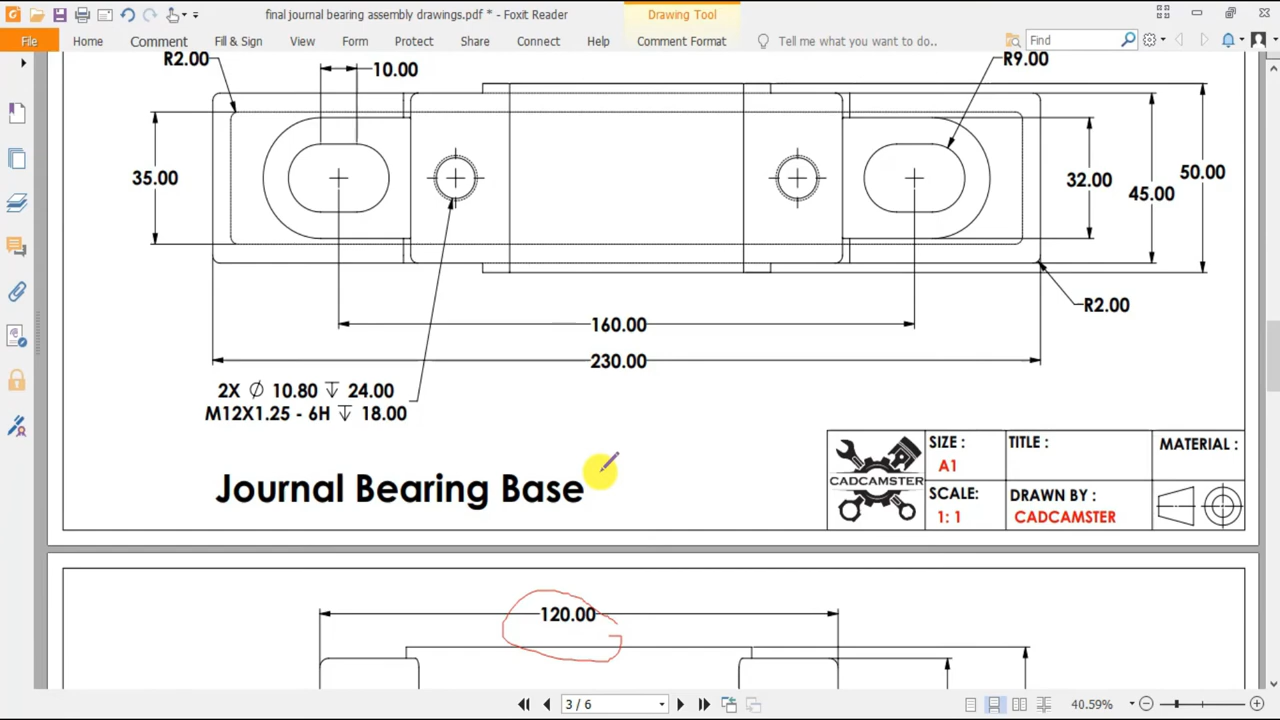 final journal bearing assembly drawings.pdf * - Foxit Reader
Drawing Tool
File
Home
Comment
Fill & Sign
View
Form
Protect
Share
Connect
Help
Comment Format
Tell me what you want to do..
Find
R2.00
10.00
R9.00
35.00
32.00
45.00
50.00
160.00
R2.00
230.00
2X ∅ 10.80 ↧ 24.00
M12X1.25 - 6H ↧ 18.00
Journal Bearing Base
CADCAMSTER
SIZE :
A1
TITLE :
MATERIAL :
SCALE:
1: 1
DRAWN BY :
CADCAMSTER
120.00
3 / 6
40.59%